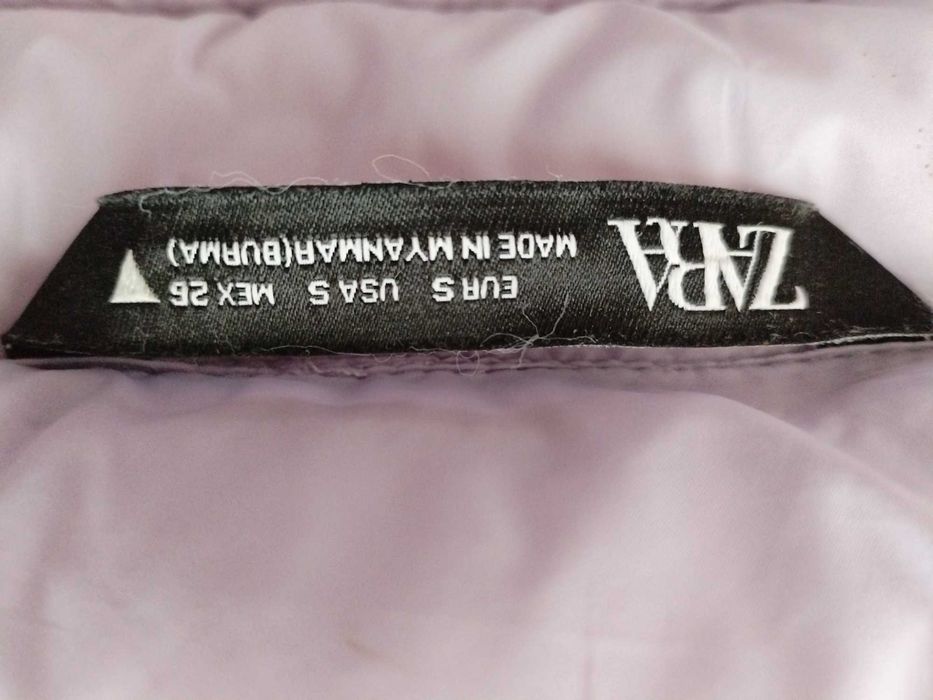 ZARA
EUR S USA S MEX 26
MADE IN MYANMAR(BURMA)